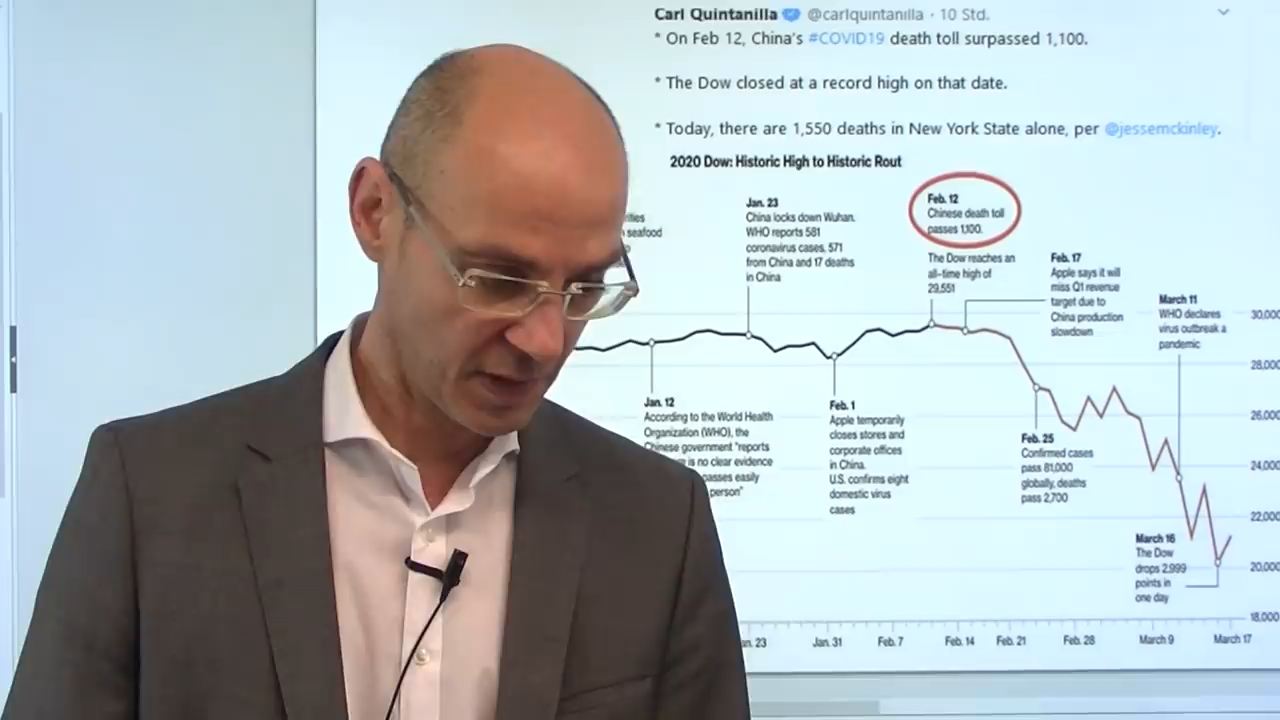 Carl Quintanilla @carlquintanilla · 10 Std.
* On Feb 12, China's #COVID19 death toll surpassed 1,100.
* The Dow closed at a record high on that date.
* Today, there are 1,550 deaths in New York State alone, per @jessemckinley.
2020 Dow: Historic High to Historic Rout
seafood
Jan. 23
China locks down Wuhan.
WHO reports 581
coronavirus cases, 571
from China and 17 deaths
in China
Feb. 12
Chinese death toll
passes 1,100.
The Dow reaches an
all-time high of
29,551
Feb. 17
Apple says it will
miss Q1 revenue
target due to
China production
slowdown
March 11
WHO declares
virus outbreak a
pandemic
30,000
28,000
26,000
24,000
22,000
20,000
18,000
Jan. 12
According to the World Health
Organization (WHO), the
Chinese government "reports
is no clear evidence
passes easily
person"
Feb. 1
Apple temporarily
closes stores and
corporate offices
in China.
U.S. confirms eight
domestic virus
cases
Feb. 25
Confirmed cases
pass 81,000
globally, deaths
pass 2,700
March 16
The Dow
drops 2,999
points in
one day
23 Jan. 31 Feb. 7 Feb. 14 Feb. 21 Feb. 28 March 9 March 17